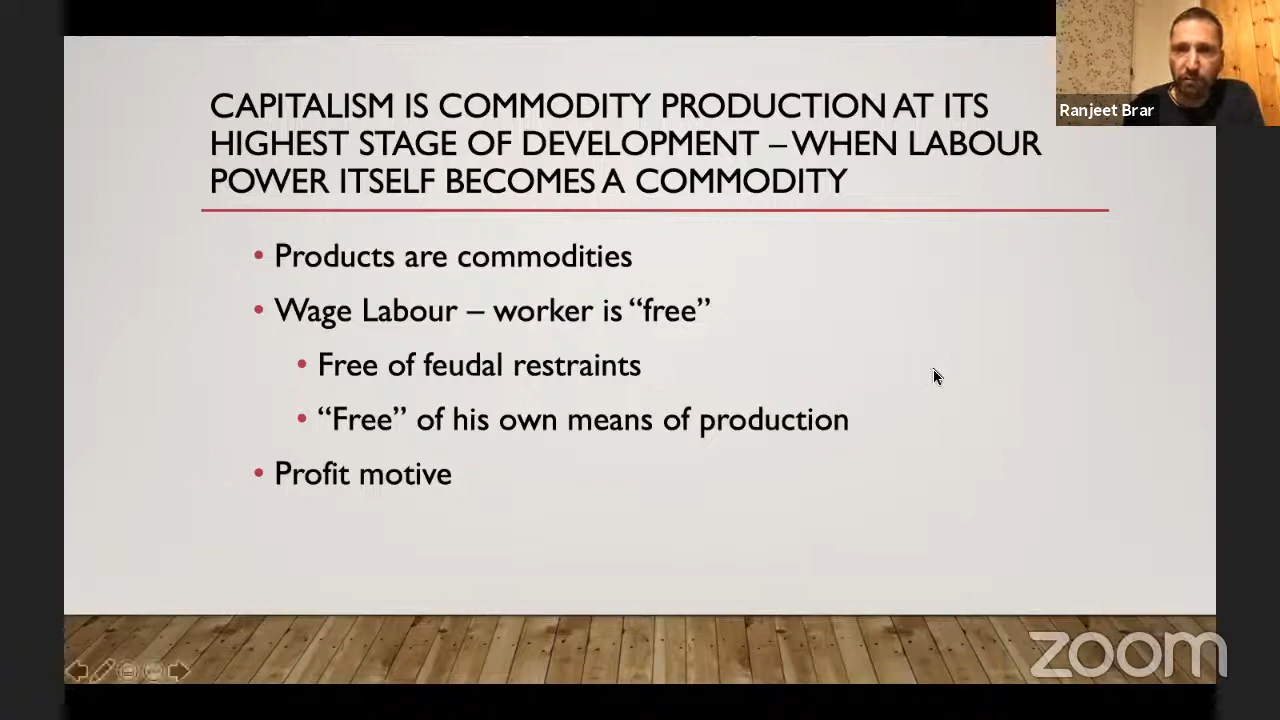 CAPITALISM IS COMMODITY PRODUCTION AT ITS
HIGHEST STAGE OF DEVELOPMENT – WHEN LABOUR
POWER ITSELF BECOMES A COMMODITY
Ranjeet Brar
• Products are commodities
• Wage Labour – worker is “free”
• Free of feudal restraints
• “Free” of his own means of production
• Profit motive
zoom